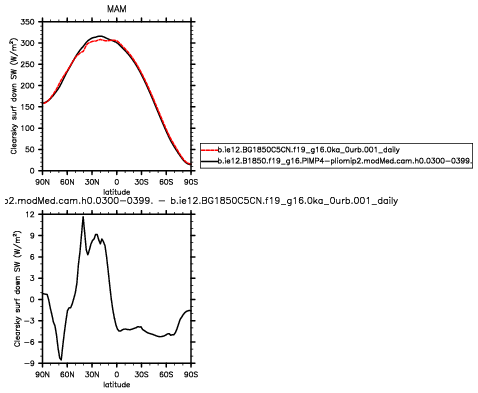 MAM
Clearsky surf down SW (W/m²)
350
300
250
200
150
100
50
0
90N 60N 30N 0 30S 60S 90S
latitude
b.ie12.BG1850C5CN.f19_g16.0ka_0urb.001_daily
b.ie12.B1850.f19_g16.PIMP4-pliomip2.modMed.cam.h0.0300-0399.
p2.modMed.cam.h0.0300-0399. - b.ie12.BG1850C5CN.f19_g16.0ka_0urb.001_daily
Clearsky surf down SW (W/m²)
12
9
6
3
0
-3
-6
-9
90N 60N 30N 0 30S 60S 90S
latitude